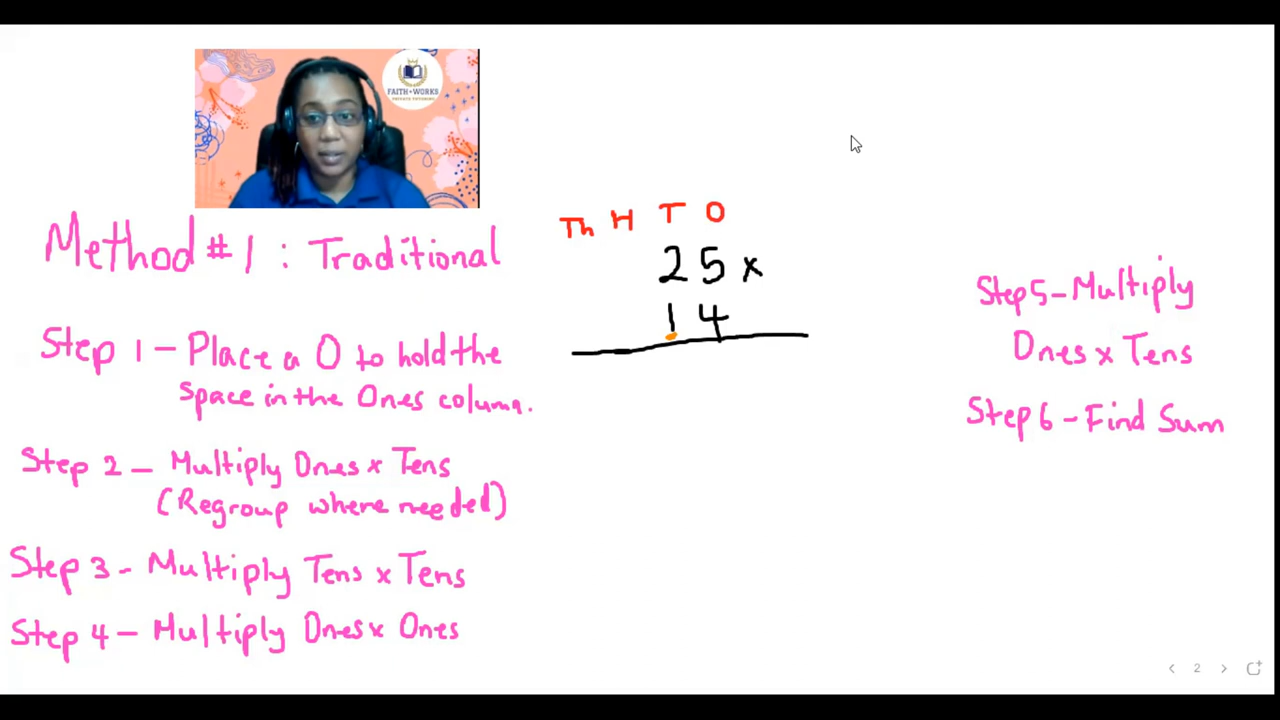 FAITH WORKS
PRIVATE TUTORING
Method #1 : Traditional
Step 1 – Place a 0 to hold the
space in the Ones column.
Step 2 – Multiply Ones x Tens
(Regroup where needed)
Step 3 - Multiply Tens x Tens
Step 4 – Multiply Ones x Ones
Th H T O
25 x
14
Step 5 – Multiply
Ones x Tens
Step 6 – Find Sum
2